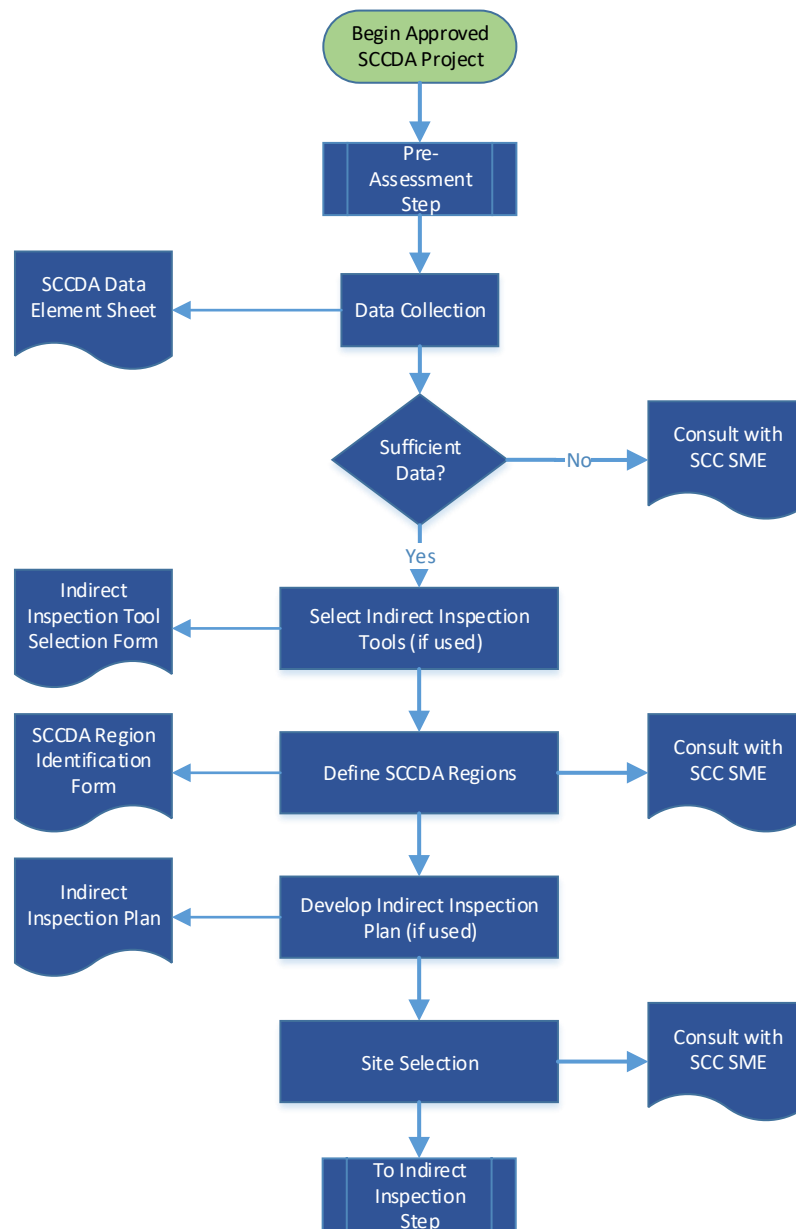 Begin Approved
SCCDA Project
Pre-
Assessment
Step
SCCDA Data
Element Sheet
Data Collection
Sufficient
Data?
No
Consult with
SCC SME
Yes
Indirect
Inspection Tool
Selection Form
Select Indirect Inspection
Tools (if used)
SCCDA Region
Identification
Form
Define SCCDA Regions
Consult with
SCC SME
Indirect
Inspection Plan
Develop Indirect Inspection
Plan (if used)
Site Selection
Consult with
SCC SME
To Indirect
Inspection
Step